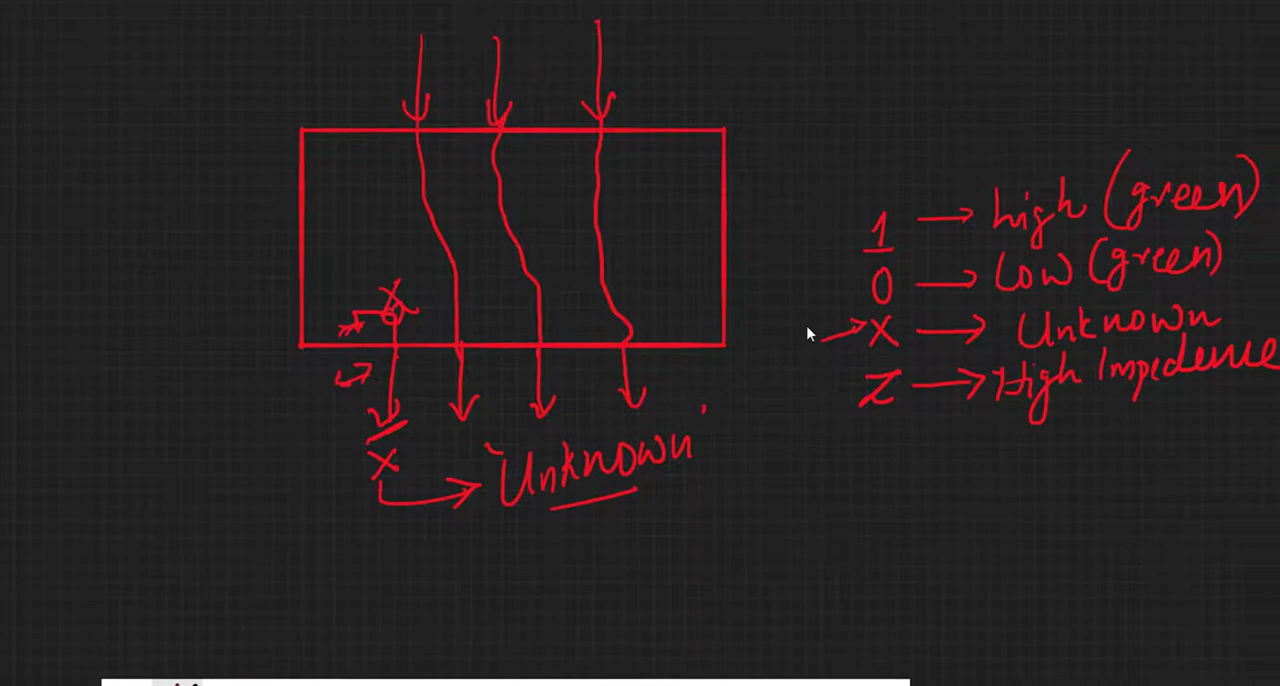 1 → high (green)
0 → Low (green)
X → Unknown
Z → High Impedence
X
X → "Unknown"